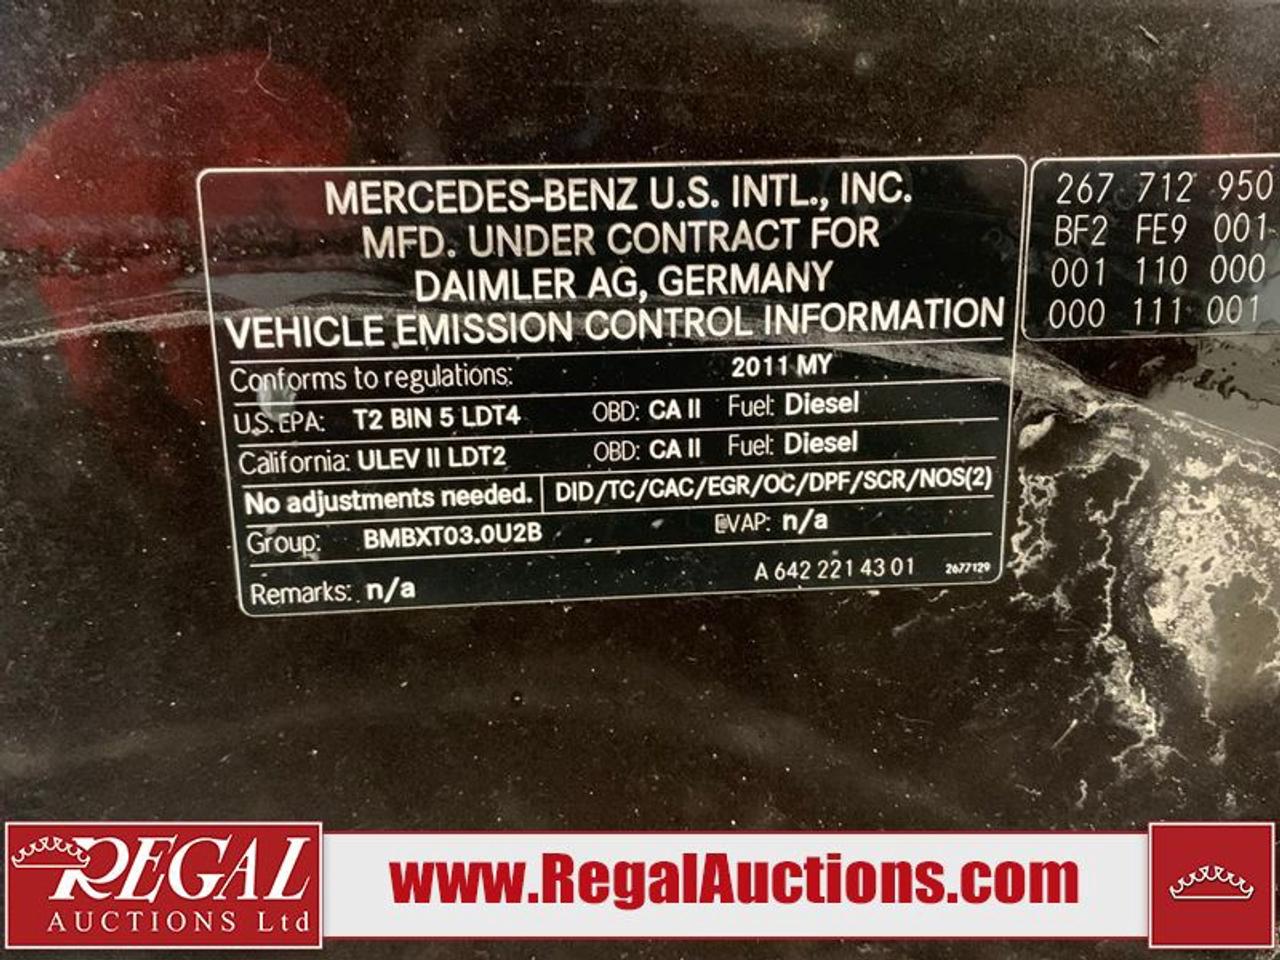 MERCEDES-BENZ U.S. INTL., INC.
MFD. UNDER CONTRACT FOR
DAIMLER AG, GERMANY
VEHICLE EMISSION CONTROL INFORMATION
Conforms to regulations: 2011 MY
U.S. EPA: T2 BIN 5 LDT4 OBD: CA II Fuel: Diesel
California: ULEV II LDT2 OBD: CA II Fuel: Diesel
No adjustments needed. DID/TC/CAC/EGR/OC/DPF/SCR/NOS(2)
Group: BMBXT03.0U2B EVAP: n/a
Remarks: n/a A 642 221 43 01 2677129
267 712 950
BF2 FE9 001
001 110 000
000 111 001
REGAL
AUCTIONS Ltd
www.RegalAuctions.com